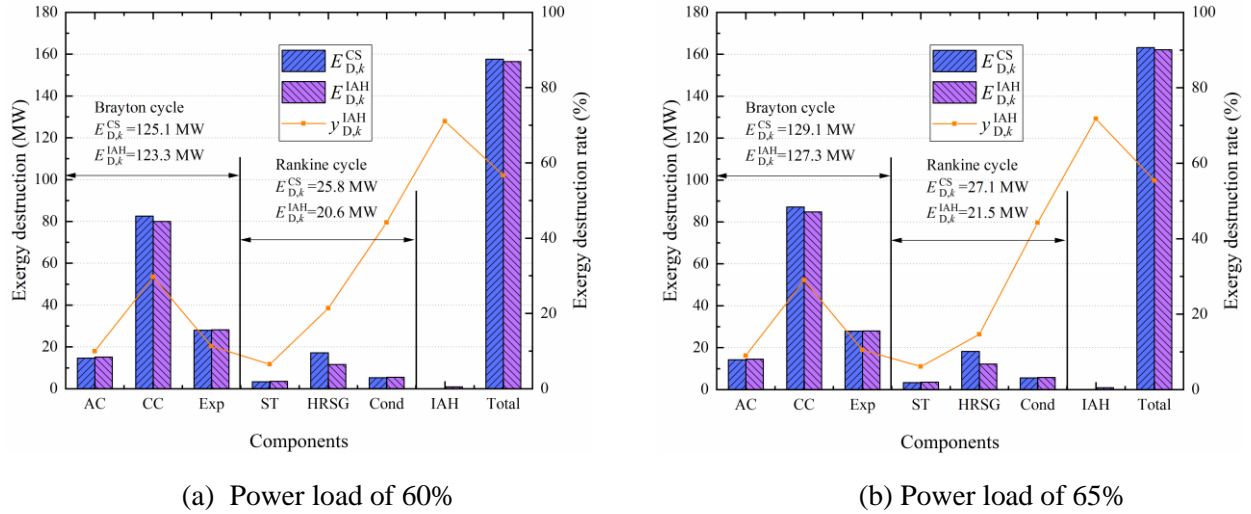 180
160
140
120
100
80
60
40
20
0
Exergy destruction (MW)
100
80
60
40
20
0
Exergy destruction rate (%)
E^CS_D,k
E^IAH_D,k
y^IAH_D,k
Brayton cycle
E^CS_D,k=125.1 MW
E^IAH_D,k=123.3 MW
Rankine cycle
E^CS_D,k=25.8 MW
E^IAH_D,k=20.6 MW
AC CC Exp ST HRSG Cond IAH Total
Components
(a) Power load of 60%
180
160
140
120
100
80
60
40
20
0
Exergy destruction (MW)
100
80
60
40
20
0
Exergy destruction rate (%)
E^CS_D,k
E^IAH_D,k
y^IAH_D,k
Brayton cycle
E^CS_D,k=129.1 MW
E^IAH_D,k=127.3 MW
Rankine cycle
E^CS_D,k=27.1 MW
E^IAH_D,k=21.5 MW
AC CC Exp ST HRSG Cond IAH Total
Components
(b) Power load of 65%